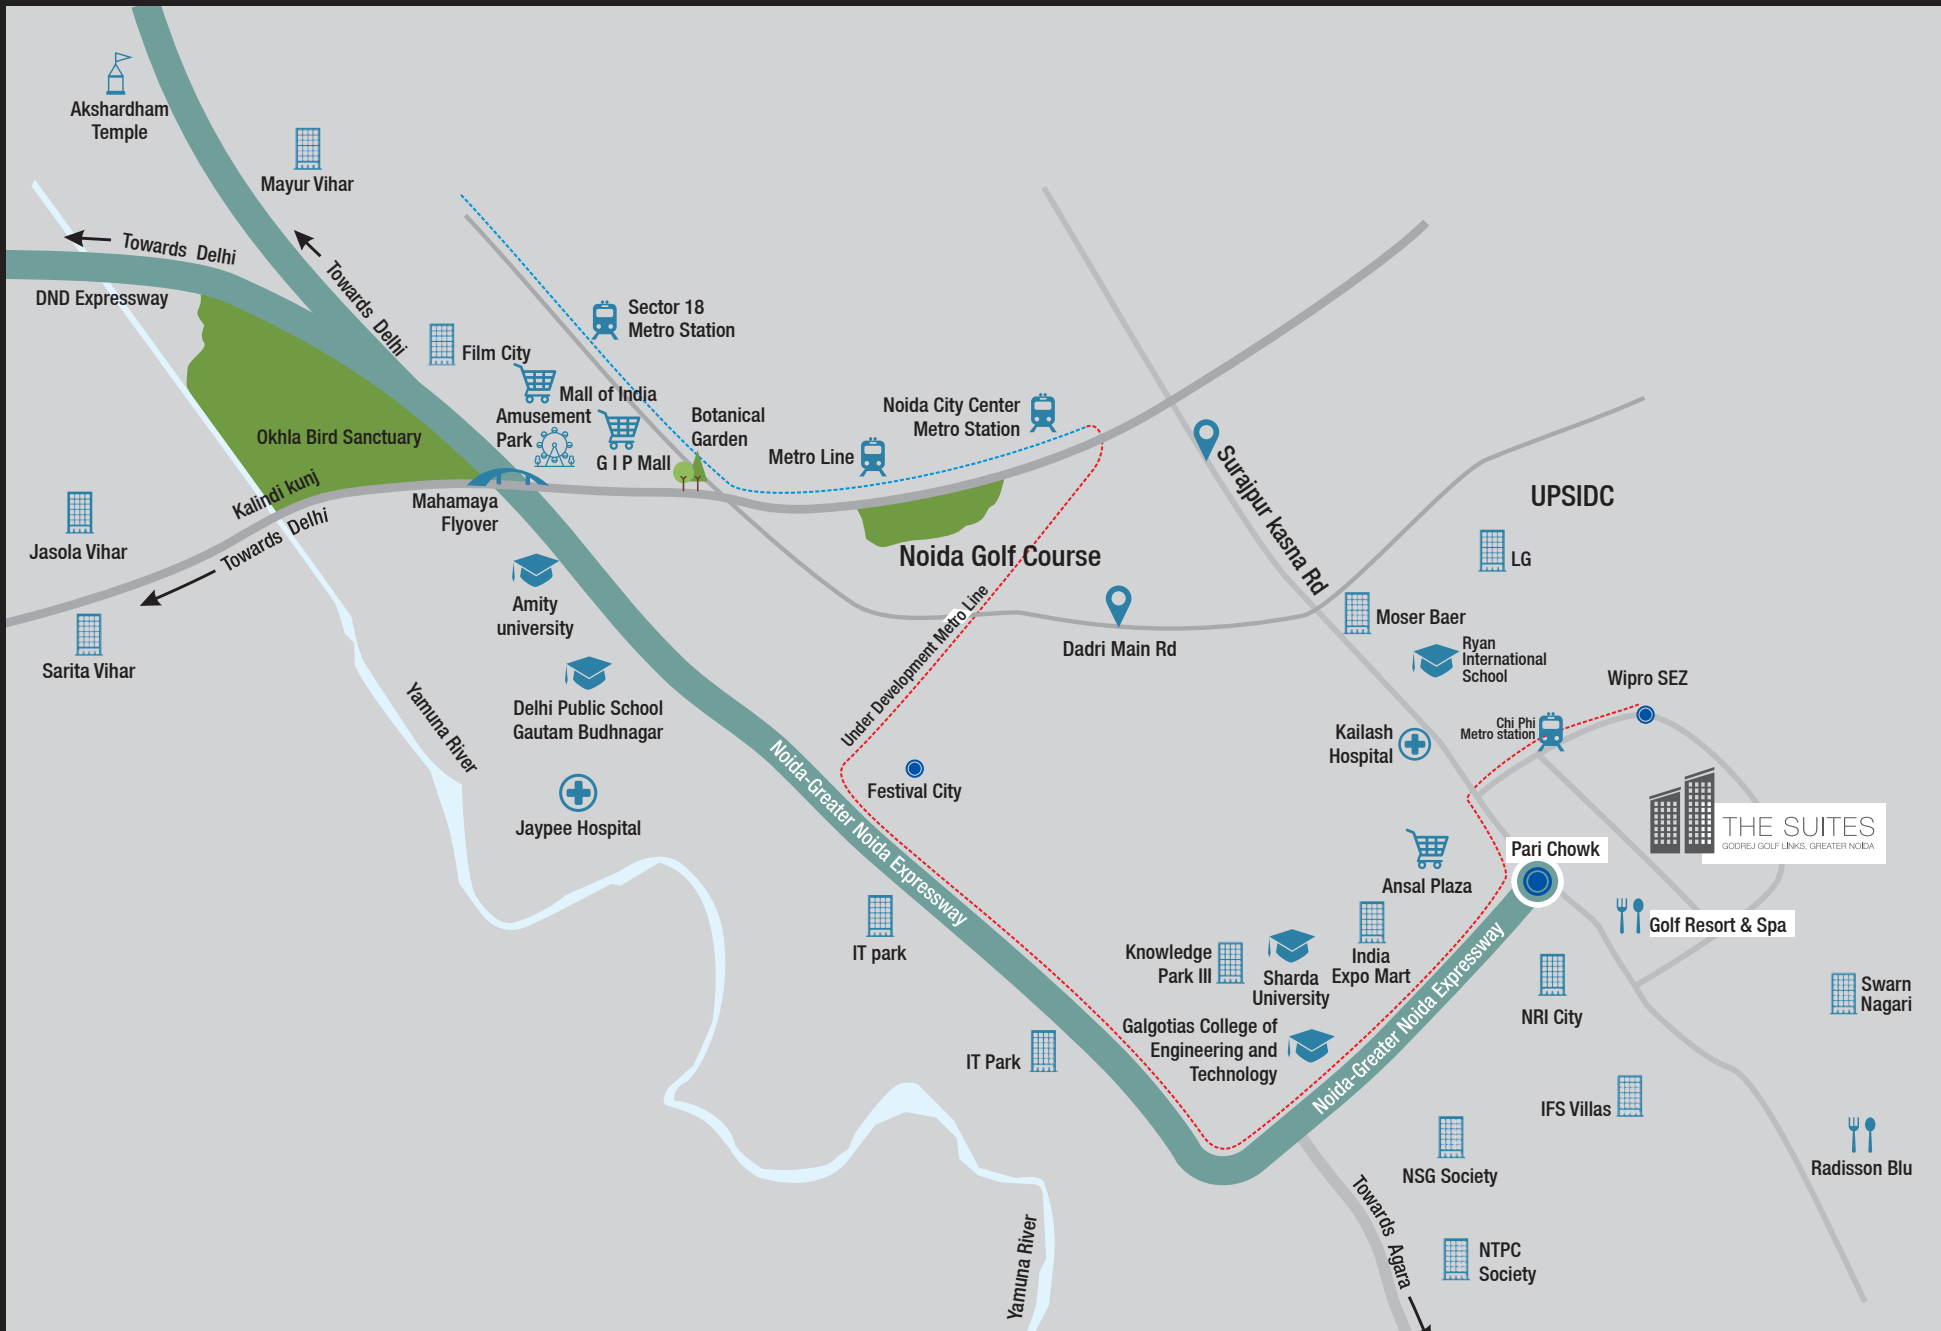 Akshardham
Temple
Mayur Vihar
Towards Delhi
DND Expressway
Towards Delhi
Sector 18
Metro Station
Film City
Mall of India
Amusement
Park
G I P Mall
Botanical
Garden
Okhla Bird Sanctuary
Metro Line
Noida City Center
Metro Station
Kalindi kunj
Towards Delhi
Mahamaya
Flyover
Jasola Vihar
Sarita Vihar
Noida Golf Course
Surajpur kasna Rd
UPSIDC
LG
Amity
university
Dadri Main Rd
Moser Baer
Ryan
International
School
Under Development Metro Line
Delhi Public School
Gautam Budhnagar
Yamuna River
Wipro SEZ
Chi Phi
Metro station
Kailash
Hospital
Festival City
Jaypee Hospital
Noida-Greater Noida Expressway
THE SUITES
GODREJ GOLF LINKS, GREATER NOIDA
Pari Chowk
Ansal Plaza
Golf Resort & Spa
IT park
Knowledge
Park III
Sharda
University
India
Expo Mart
Swarn
Nagari
NRI City
Noida-Greater Noida Expressway
Galgotias College of
Engineering and
Technology
IT Park
IFS Villas
NSG Society
Radisson Blu
Towards Agara
Yamuna River
NTPC
Society